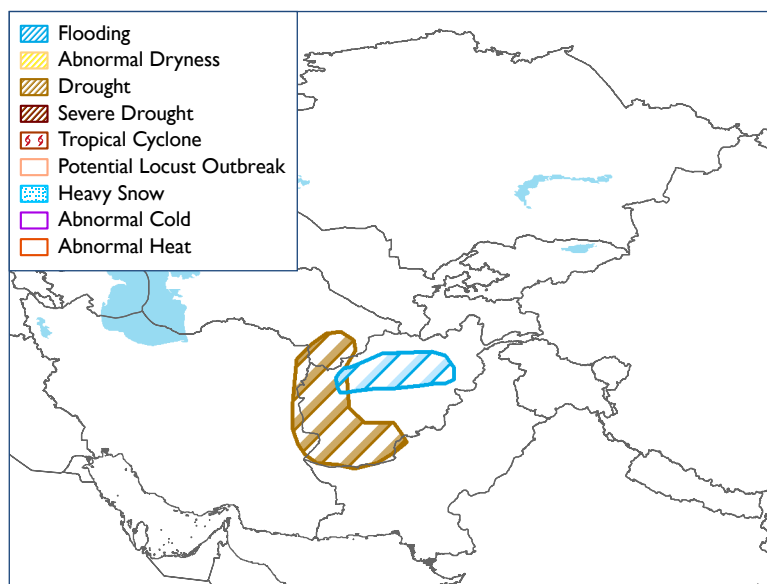 Flooding
Abnormal Dryness
Drought
Severe Drought
Tropical Cyclone
Potential Locust Outbreak
Heavy Snow
Abnormal Cold
Abnormal Heat